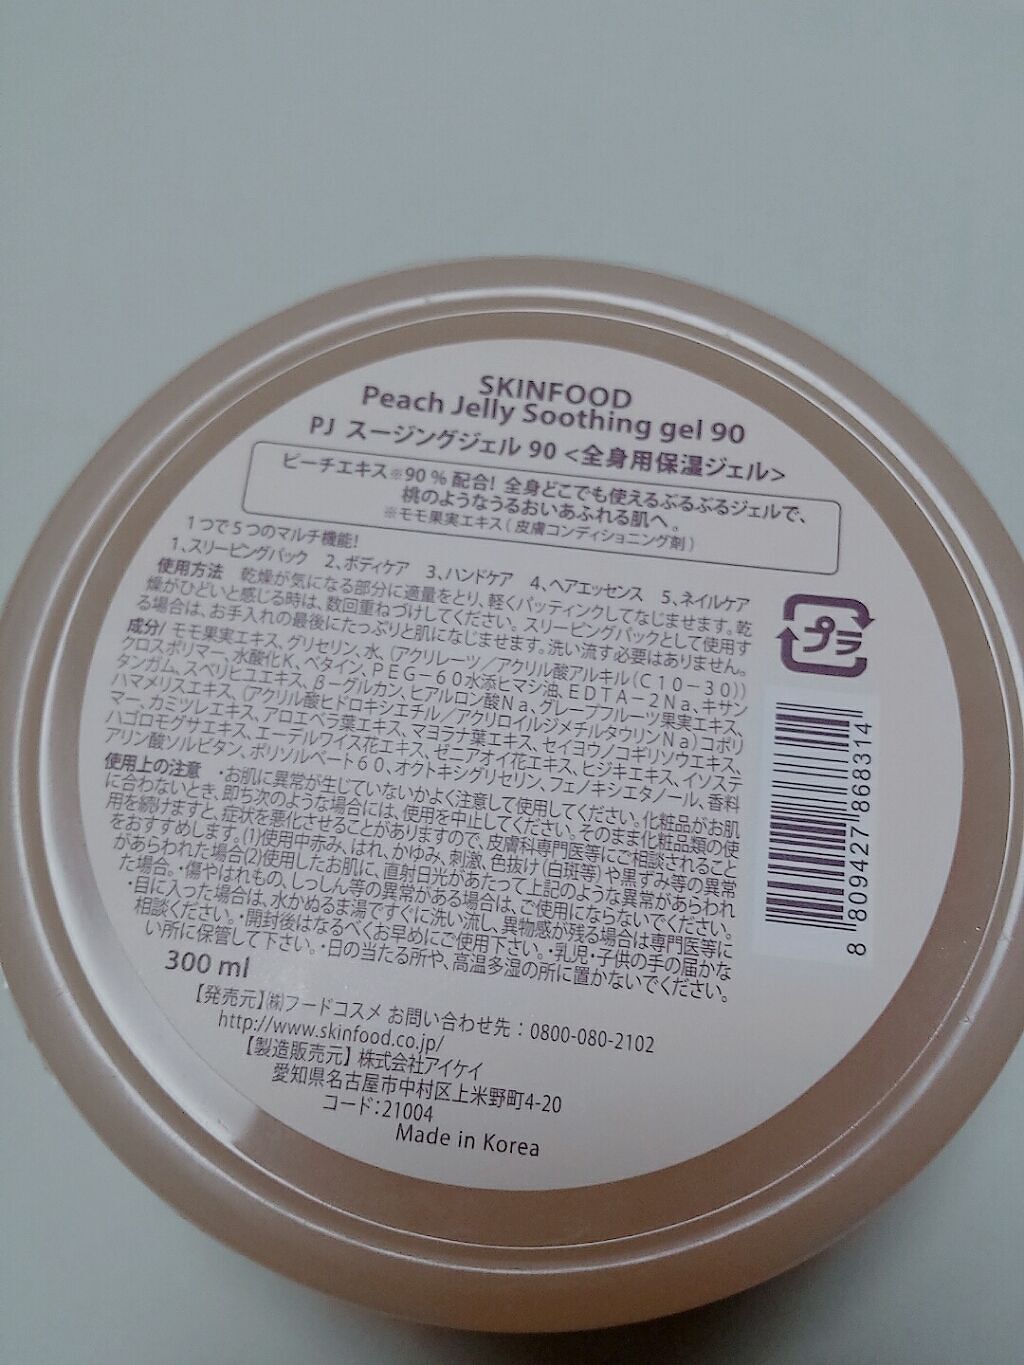 SKINFOOD
Peach Jelly Soothing gel 90
PJ スージングジェル 90 <全身用保湿ジェル>
ピーチエキス※90 % 配合! 全身どこでも使えるぷるぷるジェルで、
桃のようなうるおいあふれる肌へ。
※モモ果実エキス ( 皮膚コンディショニング剤 )
1つで5つのマルチ機能!
1、スリーピングパック 2、ボディケア 3、ハンドケア 4、ヘアエッセンス 5、ネイルケア
使用方法 乾燥が気になる部分に適量をとり、軽くパッティンクしてなじませます。乾
燥がひどいと感じる時は、数回重ねづけしてください。スリーピングパックとして使用す
る場合は、お手入れの最後にたっぷりと肌になじませます。洗い流す必要はありません。
成分/ モモ果実エキス、グリセリン、水、(アクリレーツ/アクリル酸アルキル(C10-30))
クロスポリマー、水酸化K、ベタイン、PEG-60水添ヒマシ油、EDTA-2Na、キサン
タンガム、スベリヒユエキス、β-グルカン、ヒアルロン酸Na、グレープフルーツ果実エキス、
ハマメリスエキス、(アクリル酸ヒドロキシエチル/アクリロイルジメチルタウリンNa)コポリ
マー、カミツレエキス、アロエベラ葉エキス、マヨラナ葉エキス、セイヨウノコギリソウエキス、
ハゴロモグサエキス、エーデルワイス花エキス、ゼニアオイ花エキス、ヒジキエキス、イソステ
アリン酸ソルビタン、ポリソルベート60、オクトキシグリセリン、フェノキシエタノール、香料
使用上の注意 ・お肌に異常が生じていないかよく注意して使用してください。化粧品がお肌
に合わないとき、即ち次のような場合には、使用を中止してください。そのまま化粧品類の使
用を続けますと、症状を悪化させることがありますので、皮膚科専門医等にご相談されること
をおすすめします。(1)使用中赤み、はれ、かゆみ、刺激、色抜け(白斑等)や黒ずみ等の異常
があらわれた場合(2)使用したお肌に、直射日光があたって上記のような異常があらわれ
た場合。・傷やはれもの、しっしん等の異常がある場合は、ご使用にならないでください。
・目に入った場合は、水かぬるま湯ですぐに洗い流し、異物感が残る場合は専門医等に
相談ください。・開封後はなるべくお早めにご使用下さい。・乳児・子供の手の届かな
い所に保管して下さい。・日の当たる所や、高温多湿の所に置かないでください。
300 ml
【発売元】㈱フードコスメ お問い合わせ先：0800-080-2102
http://www.skinfood.co.jp/
【製造販売元】株式会社アイケイ
愛知県名古屋市中村区上米野町4-20
コード:21004
Made in Korea
プラ
8 809427 868314